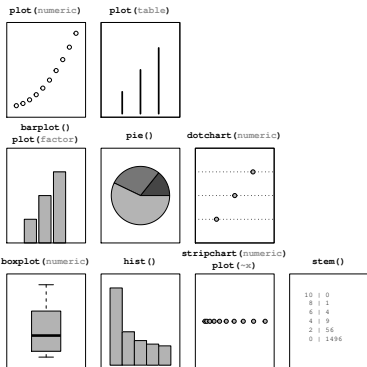 plot(numeric)
plot(table)
barplot()
plot(factor)
pie()
dotchart(numeric)
boxplot(numeric)
hist()
stripchart(numeric)
plot(~x)
stem()
10 | 0
8 | 1
6 | 4
4 | 9
2 | 56
0 | 1496